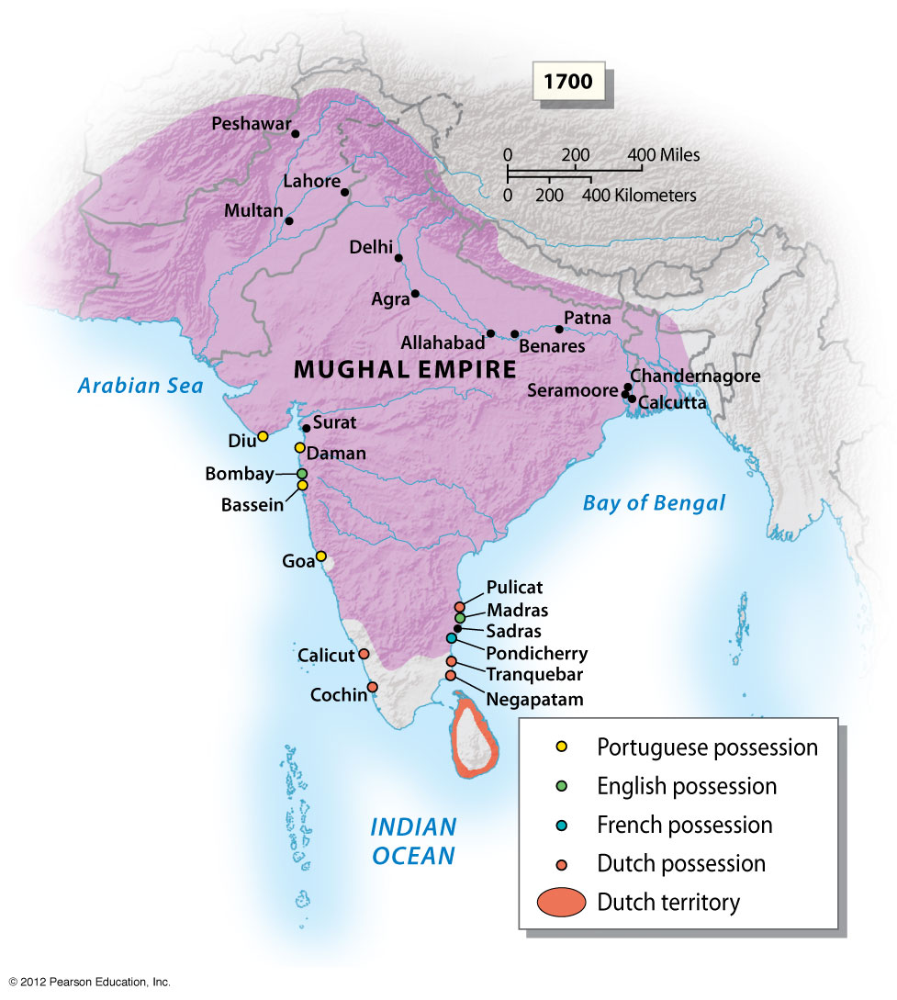 1700
Peshawar
0 200 400 Miles
0 200 400 Kilometers
Lahore
Multan
Delhi
Agra
Patna
Allahabad
Benares
MUGHAL EMPIRE
Chandernagore
Arabian Sea
Seramoore
Calcutta
Surat
Diu
Daman
Bombay
Bassein
Bay of Bengal
Goa
Pulicat
Madras
Sadras
Calicut
Pondicherry
Tranquebar
Cochin
Negapatam
Portuguese possession
English possession
French possession
Dutch possession
Dutch territory
INDIAN
OCEAN
© 2012 Pearson Education, Inc.